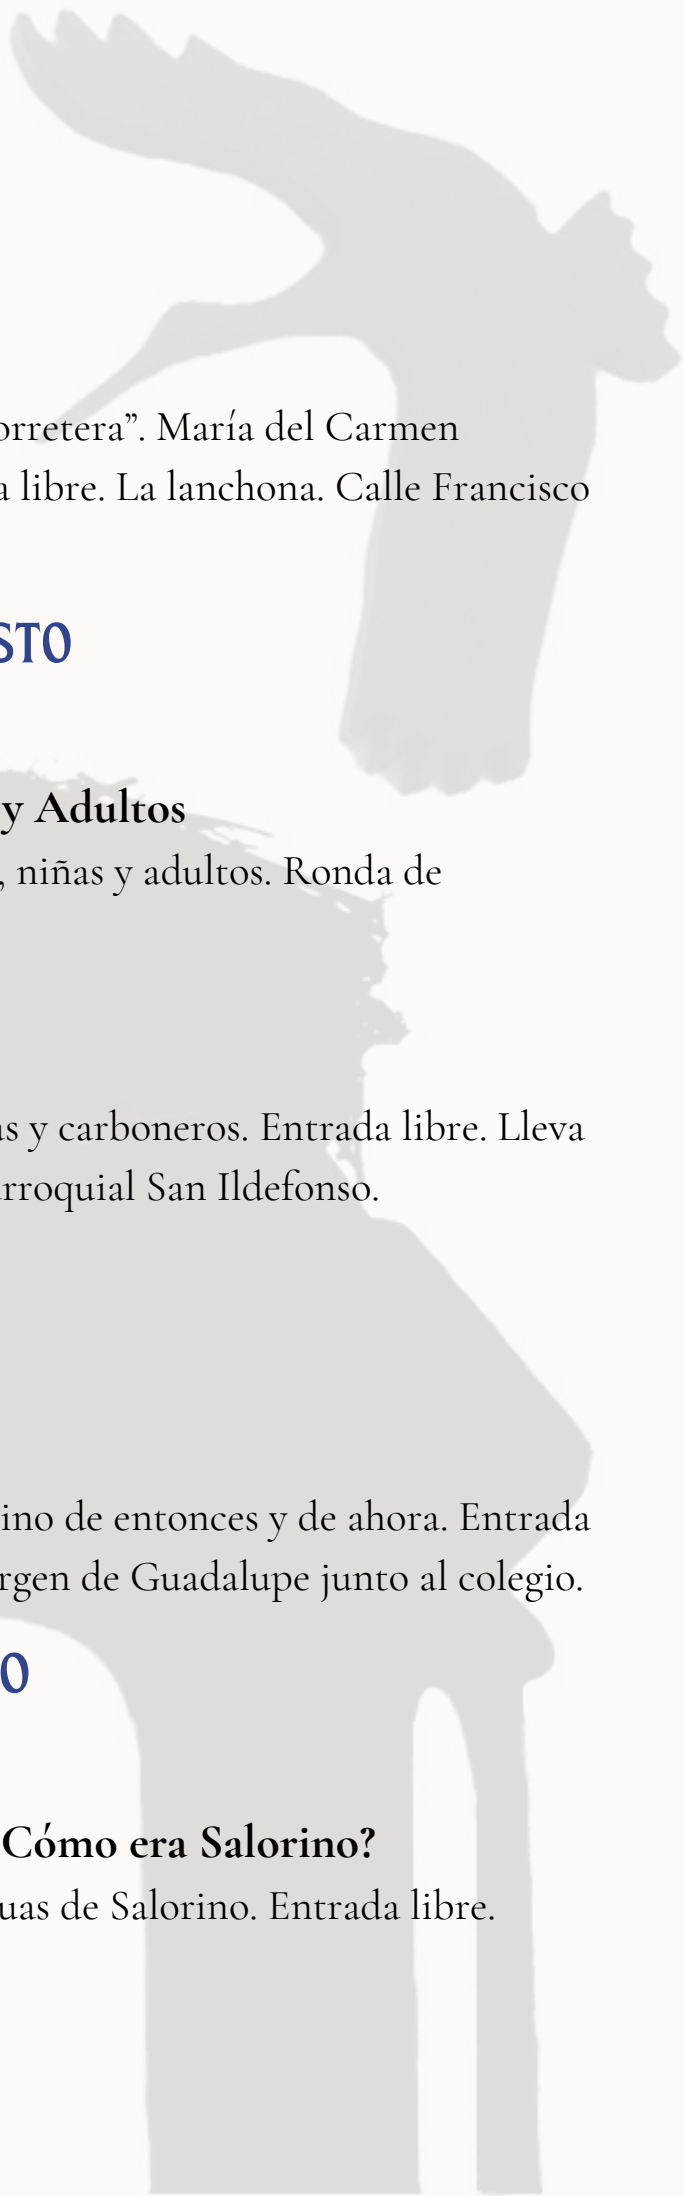 orretera”. María del Carmen
a libre. La lanchona. Calle Francisco
STO
y Adultos
, niñas y adultos. Ronda de
as y carboneros. Entrada libre. Lleva
arroquial San Ildefonso.
ino de entonces y de ahora. Entrada
rgen de Guadalupe junto al colegio.
O
Cómo era Salorino?
uas de Salorino. Entrada libre.